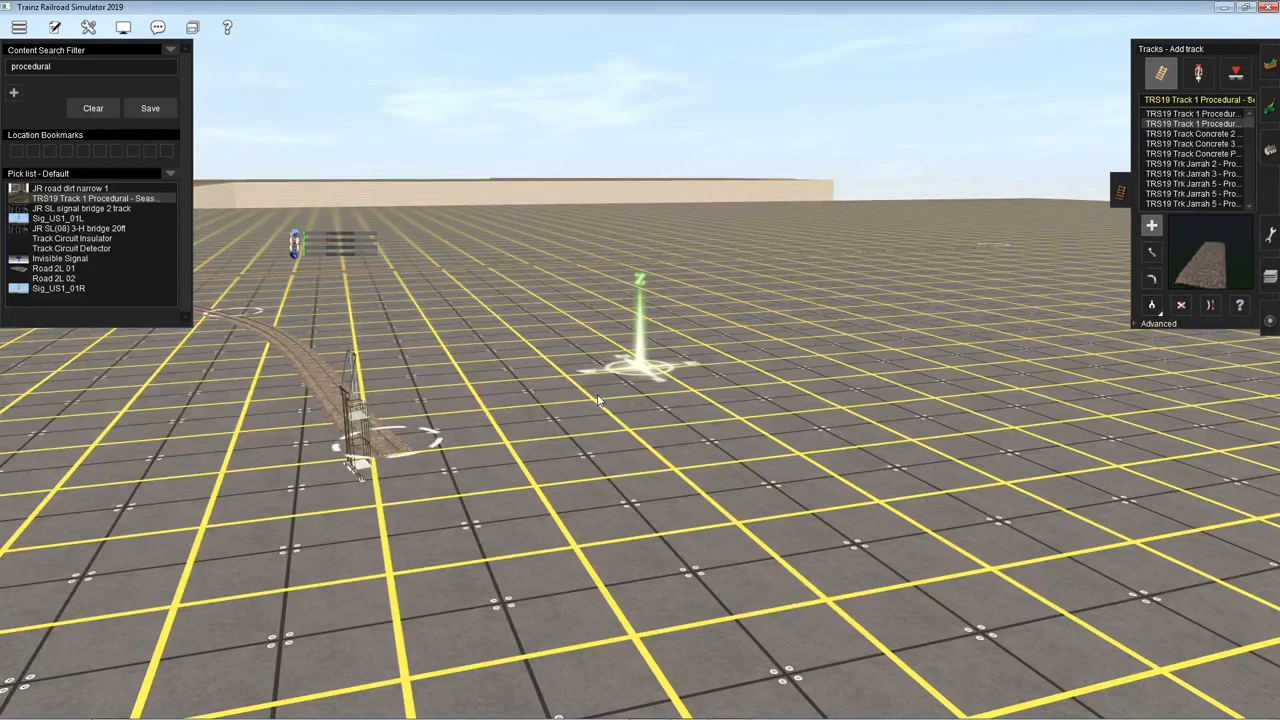 Trainz Railroad Simulator 2019
Content Search Filter
procedural
Clear
Save
Location Bookmarks
Pick list - Default
JR road dirt narrow 1
TRS19 Track 1 Procedural - Seas...
JR SL signal bridge 2 track
Sig_US1_01L
JR SL(08) 3-H bridge 20ft
Track Circuit Insulator
Track Circuit Detector
Invisible Signal
Road 2L 01
Road 2L 02
Sig_US1_01R
Z
Tracks - Add track
TRS19 Track 1 Procedural - Se
TRS19 Track 1 Procedur...
TRS19 Track 1 Procedur...
TRS19 Track Concrete 2 ...
TRS19 Track Concrete 3 ...
TRS19 Track Concrete P...
TRS19 Trk Jarrah 2 - Pro...
TRS19 Trk Jarrah 3 - Pro...
TRS19 Trk Jarrah 5 - Pro...
TRS19 Trk Jarrah 5 - Pro...
TRS19 Trk Jarrah 5 - Pro...
Advanced